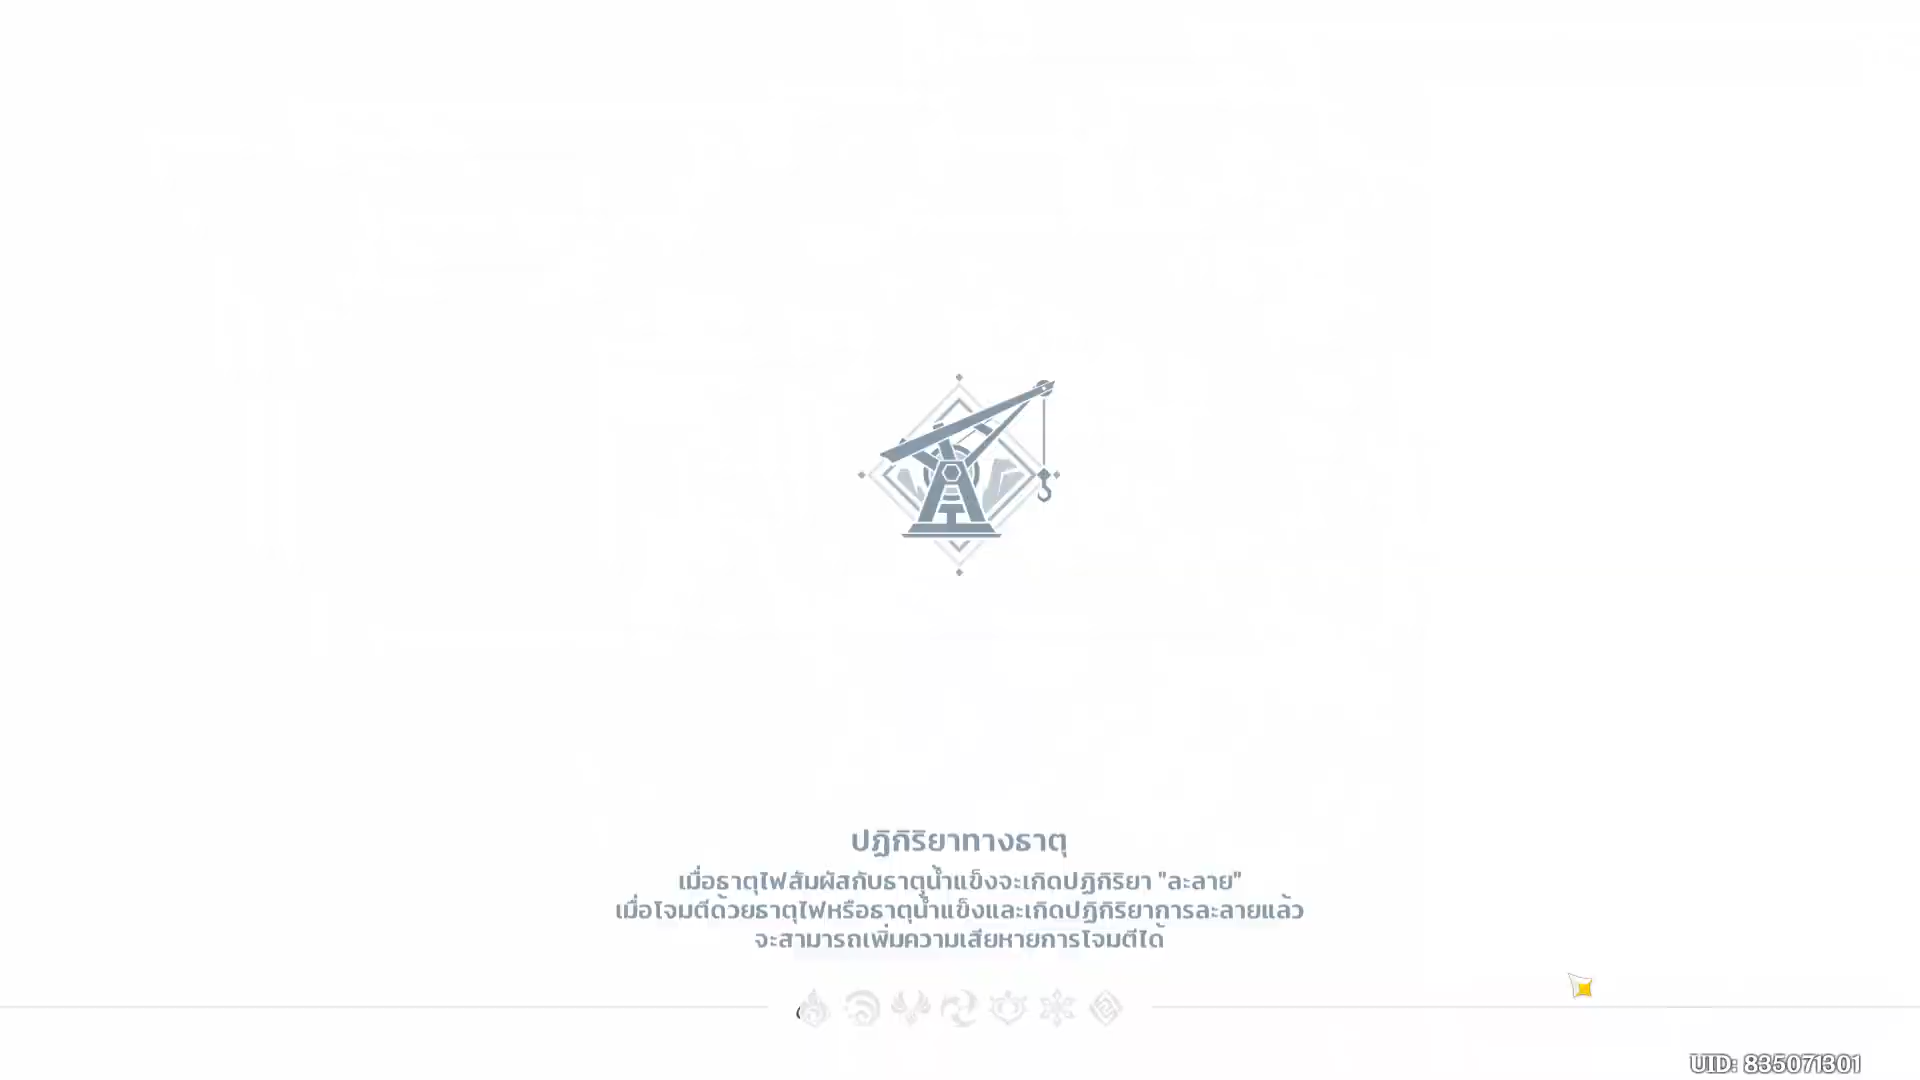 ปฏิกิริยาทางธาตุ
เมื่อธาตุไฟสัมผัสกับธาตุน้ำแข็งจะเกิดปฏิกิริยา "ละลาย"
เมื่อโจมตีด้วยธาตุไฟหรือธาตุน้ำแข็งและเกิดปฏิกิริยาการละลายแล้ว
จะสามารถเพิ่มความเสียหายการโจมตีได้
UID: 835071301